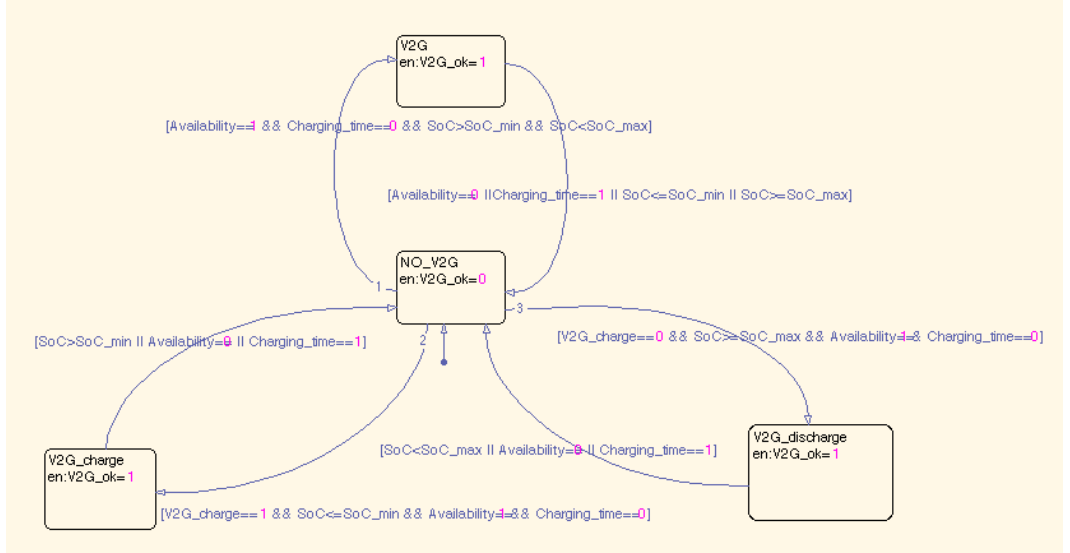 V2G
en:V2G_ok=1
[Availability==1 && Charging_time==0 && SoC>SoC_min && SoC<SoC_max]
[Availability==0 ||Charging_time==1 || SoC<=SoC_min || SoC>=SoC_max]
NO_V2G
en:V2G_ok=0
1
3
2
[SoC>SoC_min || Availability==0 || Charging_time==1]
[V2G_charge==0 && SoC>=SoC_max && Availability==1 & Charging_time==0]
V2G_discharge
en:V2G_ok=1
[SoC<SoC_max || Availability==0 || Charging_time==1]
V2G_charge
en:V2G_ok=1
[V2G_charge==1 && SoC<=SoC_min && Availability==1 && Charging_time==0]